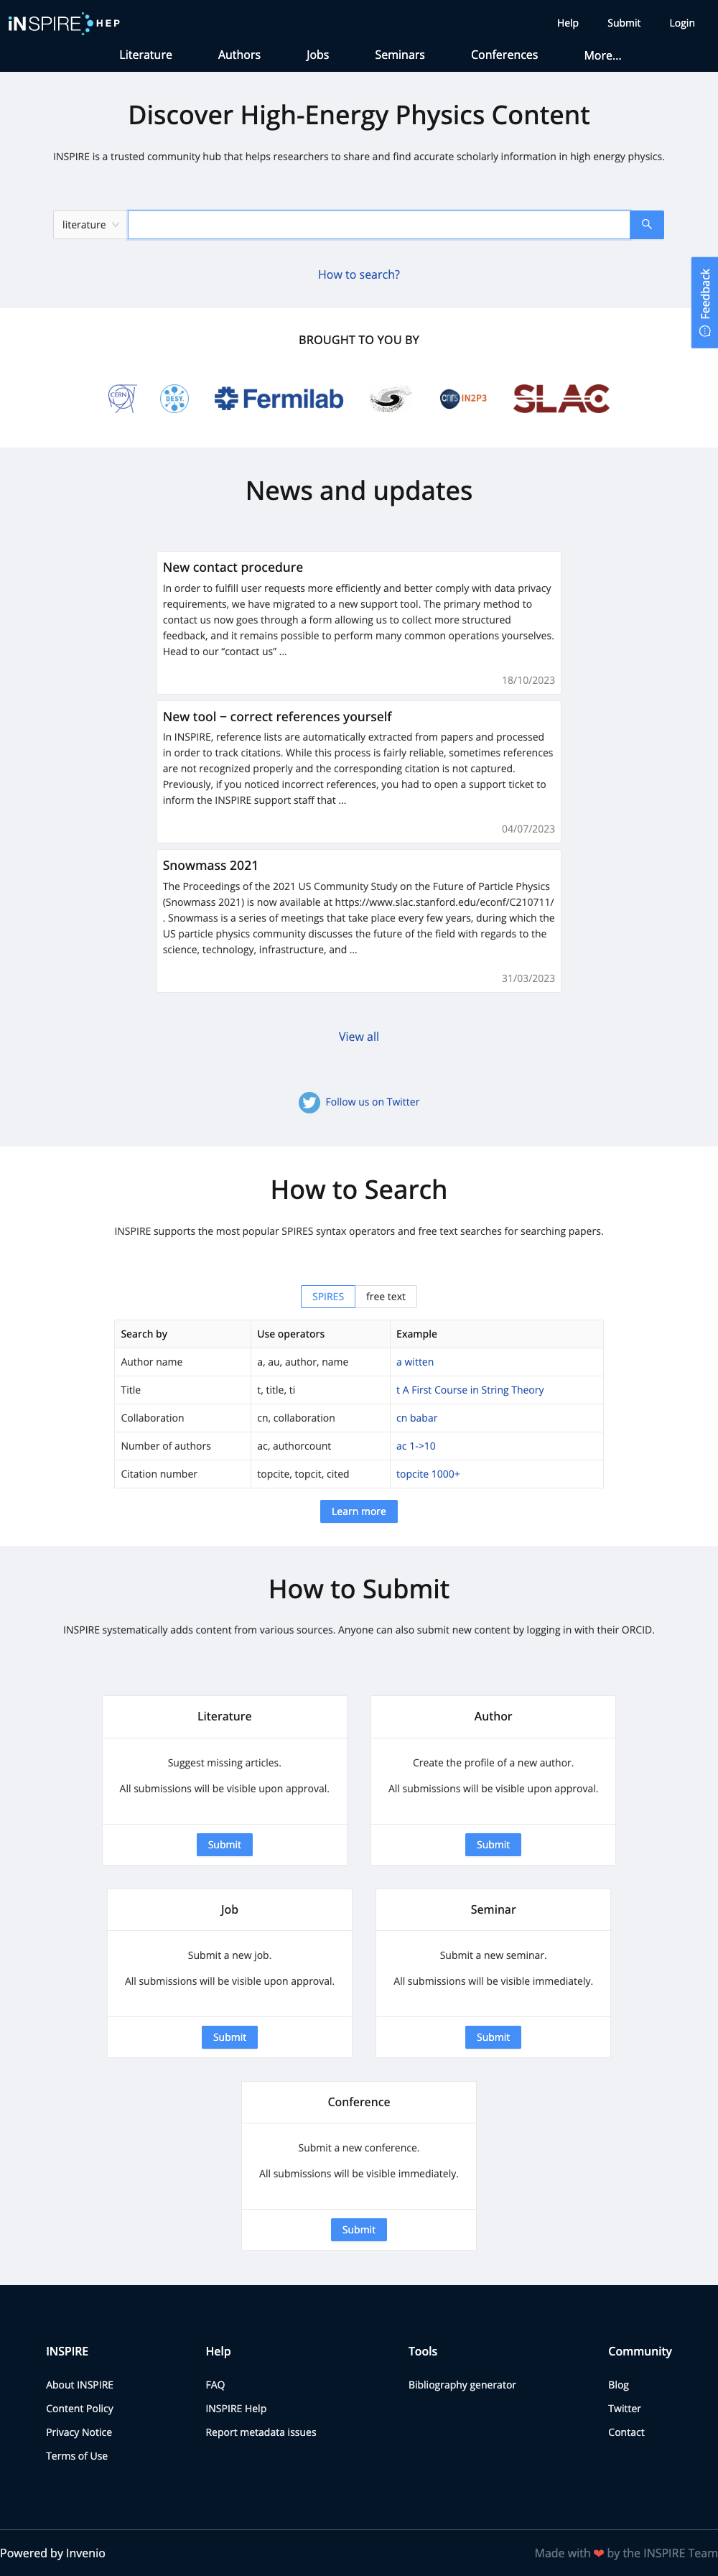 iNSPIRE HEP
Help Submit Login
Literature Authors Jobs Seminars Conferences More...
Discover High-Energy Physics Content
INSPIRE is a trusted community hub that helps researchers to share and find accurate scholarly information in high energy physics.
literature
How to search?
Feedback
BROUGHT TO YOU BY
CERN DESY. Fermilab cnrs IN2P3 SLAC
News and updates
New contact procedure
In order to fulfill user requests more efficiently and better comply with data privacy
requirements, we have migrated to a new support tool. The primary method to
contact us now goes through a form allowing us to collect more structured
feedback, and it remains possible to perform many common operations yourselves.
Head to our “contact us” ...
18/10/2023
New tool – correct references yourself
In INSPIRE, reference lists are automatically extracted from papers and processed
in order to track citations. While this process is fairly reliable, sometimes references
are not recognized properly and the corresponding citation is not captured.
Previously, if you noticed incorrect references, you had to open a support ticket to
inform the INSPIRE support staff that ...
04/07/2023
Snowmass 2021
The Proceedings of the 2021 US Community Study on the Future of Particle Physics
(Snowmass 2021) is now available at https://www.slac.stanford.edu/econf/C210711/
. Snowmass is a series of meetings that take place every few years, during which the
US particle physics community discusses the future of the field with regards to the
science, technology, infrastructure, and ...
31/03/2023
View all
Follow us on Twitter
How to Search
INSPIRE supports the most popular SPIRES syntax operators and free text searches for searching papers.
SPIRES free text
Search by Use operators Example
Author name a, au, author, name a witten
Title t, title, ti t A First Course in String Theory
Collaboration cn, collaboration cn babar
Number of authors ac, authorcount ac 1->10
Citation number topcite, topcit, cited topcite 1000+
Learn more
How to Submit
INSPIRE systematically adds content from various sources. Anyone can also submit new content by logging in with their ORCID.
Literature
Suggest missing articles.
All submissions will be visible upon approval.
Submit
Author
Create the profile of a new author.
All submissions will be visible upon approval.
Submit
Job
Submit a new job.
All submissions will be visible upon approval.
Submit
Seminar
Submit a new seminar.
All submissions will be visible immediately.
Submit
Conference
Submit a new conference.
All submissions will be visible immediately.
Submit
INSPIRE
About INSPIRE
Content Policy
Privacy Notice
Terms of Use
Help
FAQ
INSPIRE Help
Report metadata issues
Tools
Bibliography generator
Community
Blog
Twitter
Contact
Powered by Invenio
Made with ❤ by the INSPIRE Team